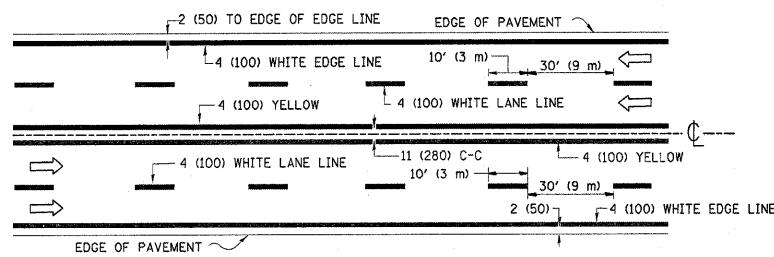 2 (50) TO EDGE OF EDGE LINE
EDGE OF PAVEMENT
4 (100) WHITE EDGE LINE
10' (3 m)
30' (9 m)
4 (100) YELLOW
4 (100) WHITE LANE LINE
CL
4 (100) WHITE LANE LINE
11 (280) C-C
4 (100) YELLOW
10' (3 m)
30' (9 m)
2 (50)
4 (100) WHITE EDGE LINE
EDGE OF PAVEMENT